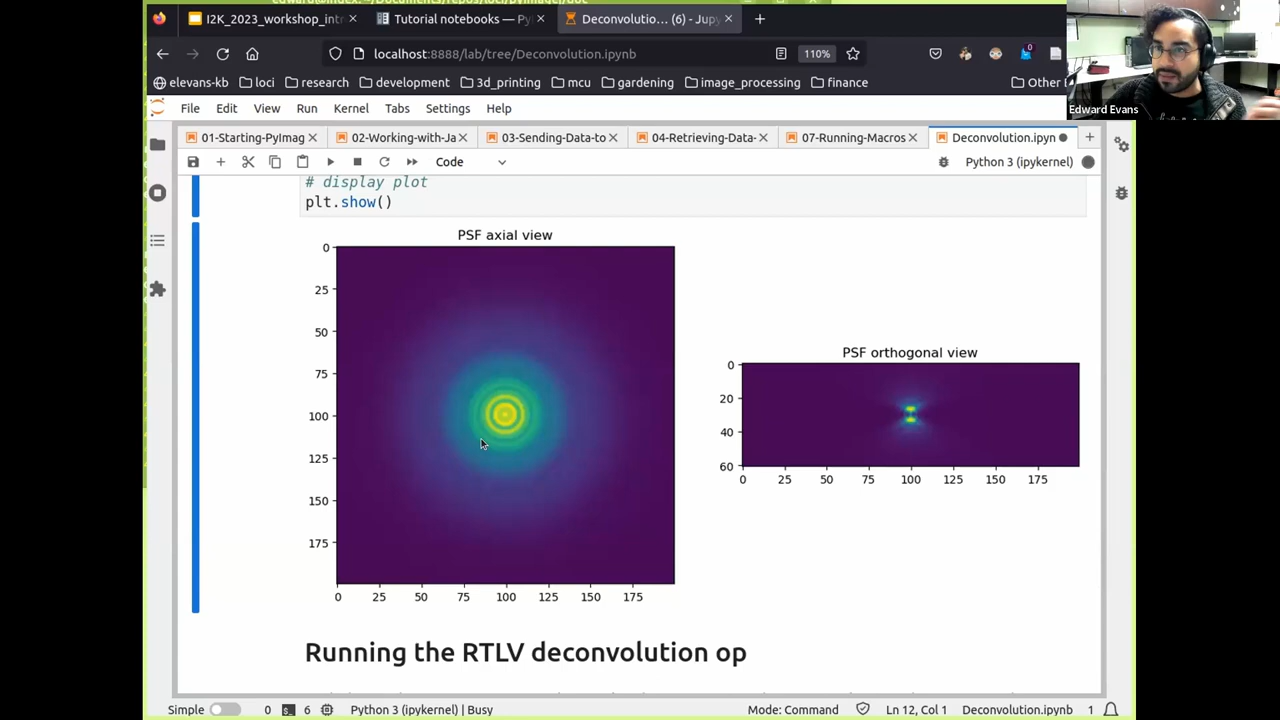 I2K_2023_workshop_intr
Tutorial notebooks — Py
Deconvolutio… (6) - Jup
localhost:8888/lab/tree/Deconvolution.ipynb
110%
0
elevans-kb
loci
research
development
3d_printing
mcu
gardening
image_processing
finance
Other
Edward Evans
File Edit View Run Kernel Tabs Settings Help
01-Starting-PyImag
02-Working-with-Ja
03-Sending-Data-to
04-Retrieving-Data-
07-Running-Macros
Deconvolution.ipyn
Code
Python 3 (ipykernel)
# display plot
plt.show()
PSF axial view
0
25
50
75
100
125
150
175
0 25 50 75 100 125 150 175
PSF orthogonal view
0
20
40
60
0 25 50 75 100 125 150 175
Running the RTLV deconvolution op
Simple 0 6 Python 3 (ipykernel) | Busy Mode: Command Ln 12, Col 1 Deconvolution.ipynb 1